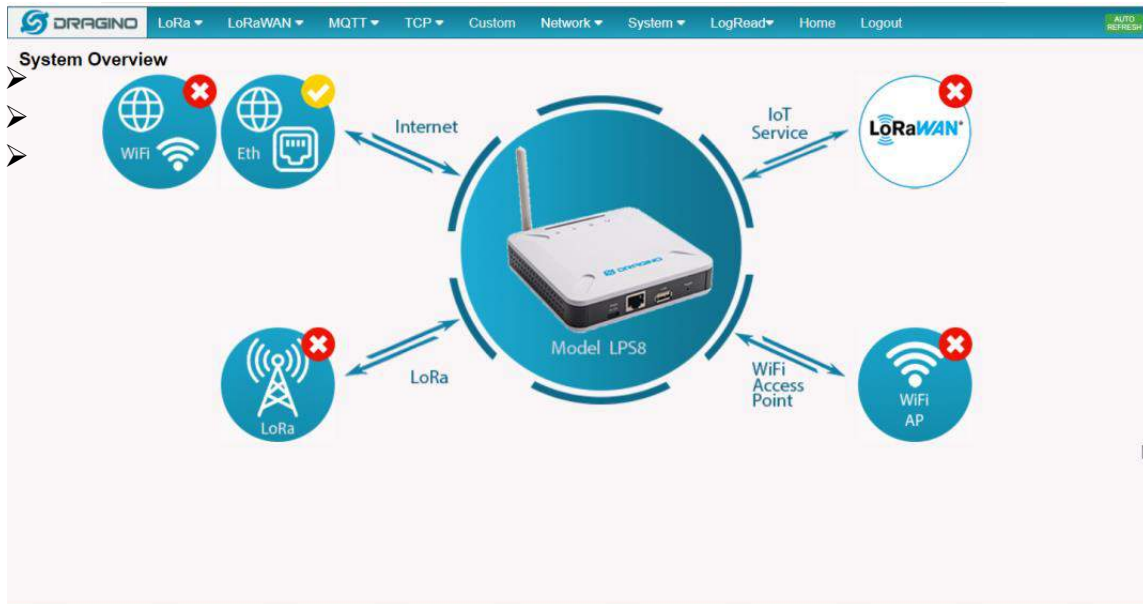 DRAGINO LoRa LoRaWAN MQTT TCP Custom Network System LogRead Home Logout AUTO REFRESH
System Overview
WiFi
Eth
Internet
IoT
Service
LoRaWAN
DRAGINO
Model LPS8
LoRa
LoRa
WiFi
Access
Point
WiFi
AP